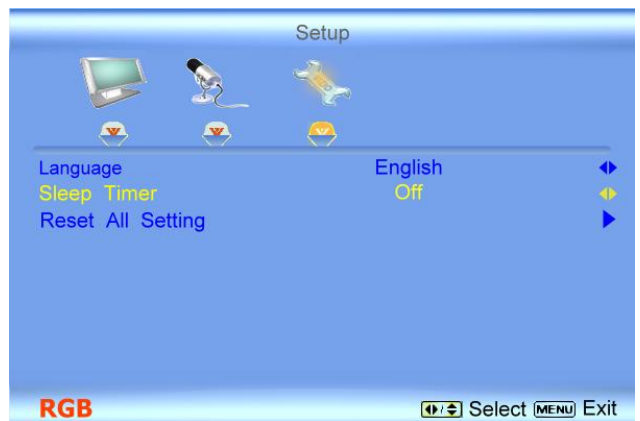 Setup
Language English
Sleep Timer Off
Reset All Setting
RGB Select MENU Exit